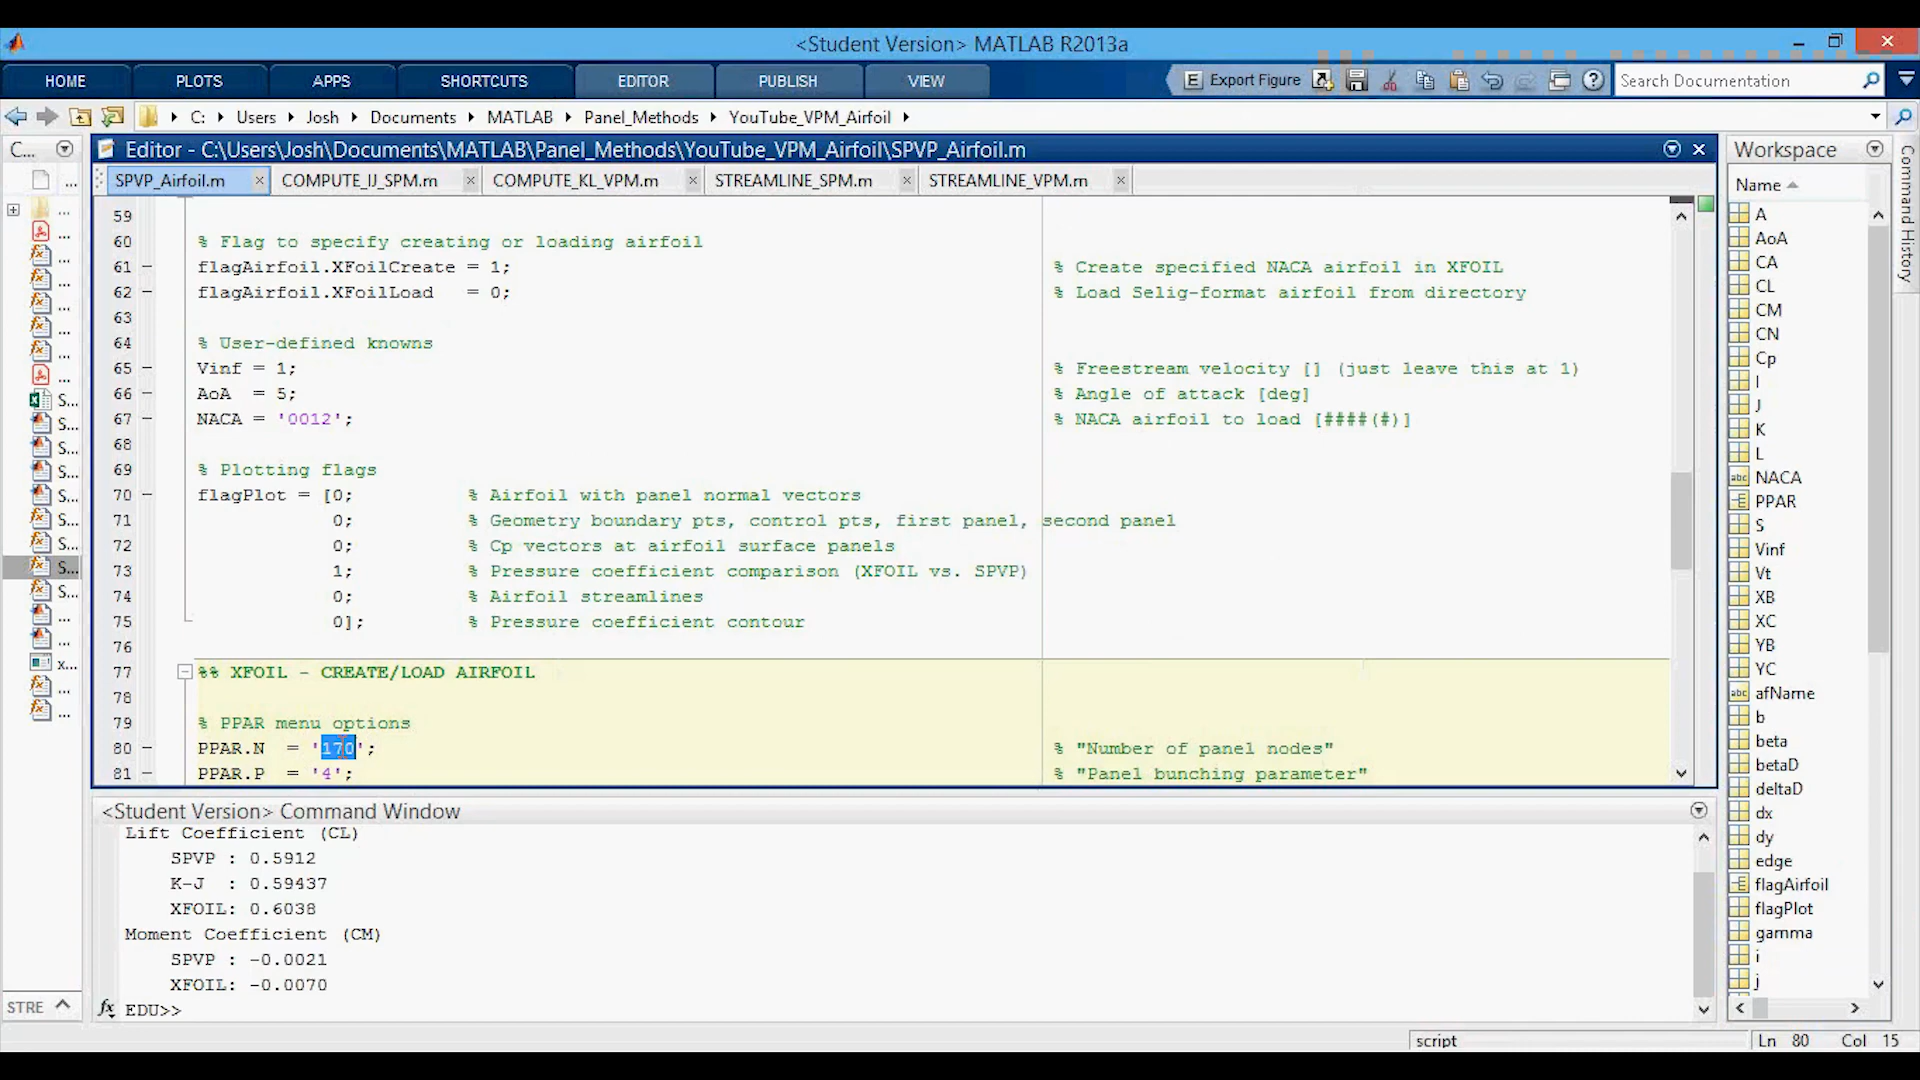 <Student Version> MATLAB R2013a
HOME
PLOTS
APPS
SHORTCUTS
EDITOR
PUBLISH
VIEW
E Export Figure
Search Documentation
C: Users Josh Documents MATLAB Panel_Methods YouTube_VPM_Airfoil
C...
Editor - C:\Users\Josh\Documents\MATLAB\Panel_Methods\YouTube_VPM_Airfoil\SPVP_Airfoil.m
SPVP_Airfoil.m
COMPUTE_IJ_SPM.m
COMPUTE_KL_VPM.m
STREAMLINE_SPM.m
STREAMLINE_VPM.m
59
60 % Flag to specify creating or loading airfoil
61 flagAirfoil.XFoilCreate = 1; % Create specified NACA airfoil in XFOIL
62 flagAirfoil.XFoilLoad = 0; % Load Selig-format airfoil from directory
63
64 % User-defined knowns
65 Vinf = 1; % Freestream velocity [] (just leave this at 1)
66 AoA = 5; % Angle of attack [deg]
67 NACA = '0012'; % NACA airfoil to load [####(#)]
68
69 % Plotting flags
70 flagPlot = [0; % Airfoil with panel normal vectors
71 0; % Geometry boundary pts, control pts, first panel, second panel
72 0; % Cp vectors at airfoil surface panels
73 1; % Pressure coefficient comparison (XFOIL vs. SPVP)
74 0; % Airfoil streamlines
75 0]; % Pressure coefficient contour
76
77 %% XFOIL - CREATE/LOAD AIRFOIL
78
79 % PPAR menu options
80 PPAR.N = '170'; % "Number of panel nodes"
81 PPAR.P = '4'; % "Panel bunching parameter"
<Student Version> Command Window
Lift Coefficient (CL)
SPVP : 0.5912
K-J : 0.59437
XFOIL: 0.6038
Moment Coefficient (CM)
SPVP : -0.0021
XFOIL: -0.0070
fx EDU>>
STRE
Workspace
Name
A
AoA
CA
CL
CM
CN
Cp
I
J
K
L
NACA
PPAR
S
Vinf
Vt
XB
XC
YB
YC
afName
b
beta
betaD
deltaD
dx
dy
edge
flagAirfoil
flagPlot
gamma
i
j
Command History
script
Ln 80 Col 15